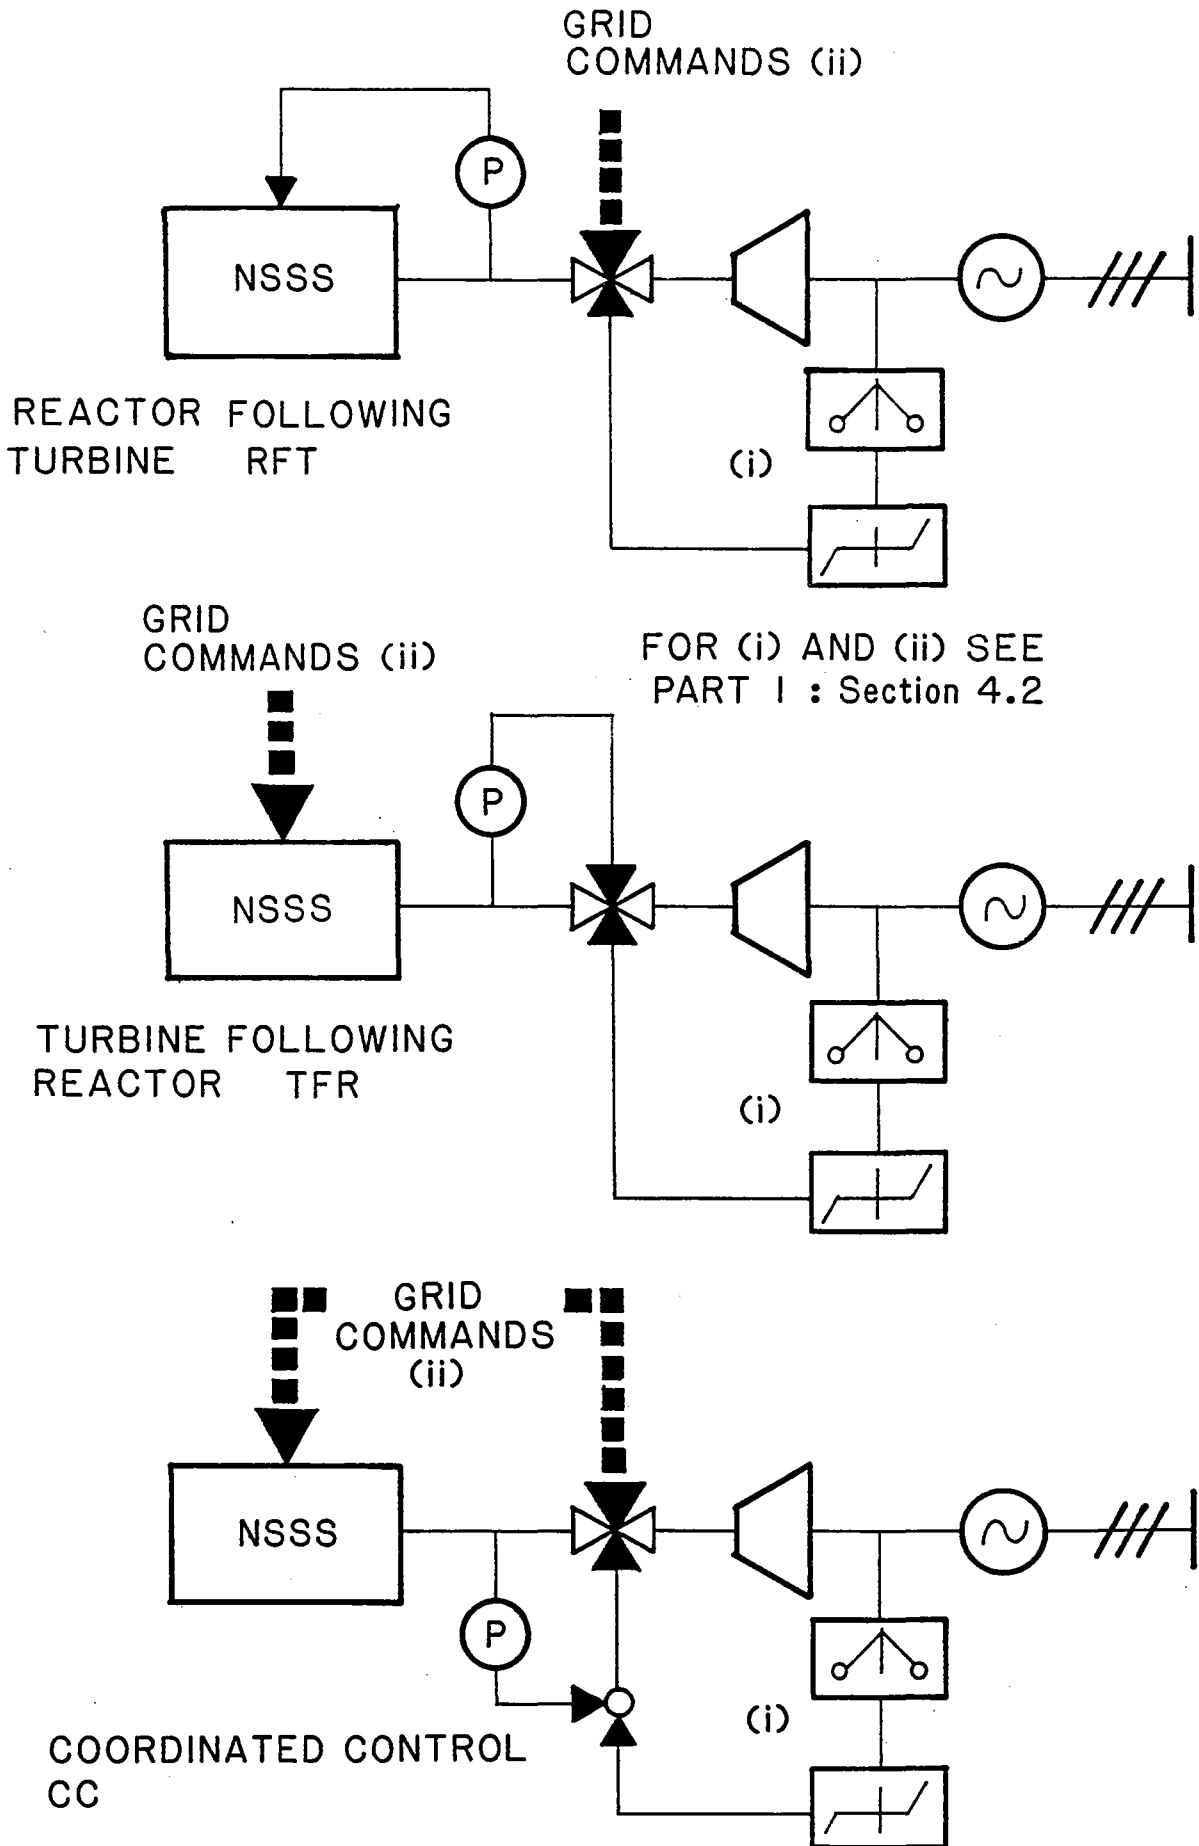 GRID
COMMANDS (ii)
P
NSSS
REACTOR FOLLOWING
TURBINE RFT
(i)
GRID
COMMANDS (ii)
FOR (i) AND (ii) SEE
PART I : Section 4.2
P
NSSS
TURBINE FOLLOWING
REACTOR TFR
(i)
GRID
COMMANDS
(ii)
NSSS
P
(i)
COORDINATED CONTROL
CC